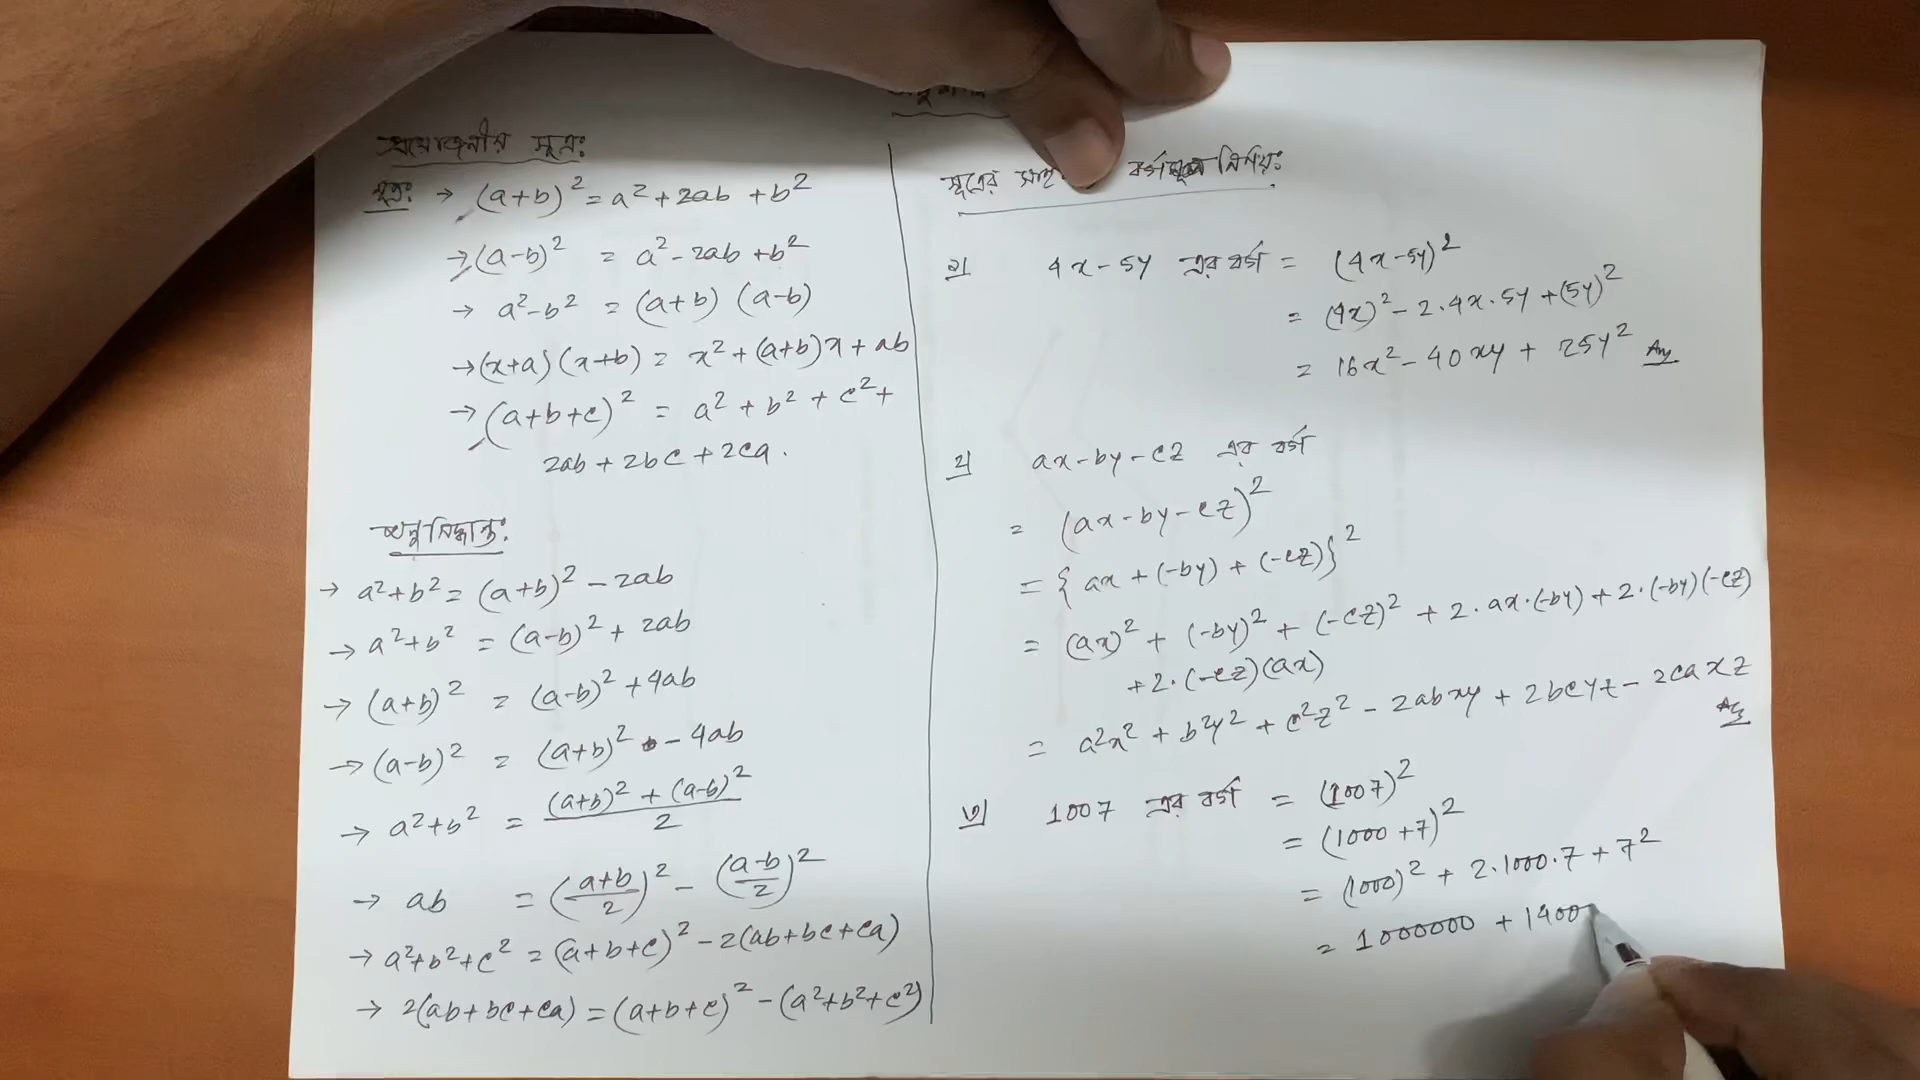 প্রয়োজনীয় সূত্র:
সূত্র: → (a+b)² = a² + 2ab + b²
→ (a-b)² = a² - 2ab + b²
→ a² - b² = (a+b) (a-b)
→ (x+a) (x+b) = x² + (a+b)x + ab
→ (a+b+c)² = a² + b² + c² +
2ab + 2bc + 2ca.
অনুসিদ্ধান্ত:
→ a² + b² = (a+b)² - 2ab
→ a² + b² = (a-b)² + 2ab
→ (a+b)² = (a-b)² + 4ab
→ (a-b)² = (a+b)² - 4ab
→ a² + b² = ((a+b)² + (a-b)²)/2
→ ab = ((a+b)/2)² - ((a-b)/2)²
→ a² + b² + c² = (a+b+c)² - 2(ab+bc+ca)
→ 2(ab+bc+ca) = (a+b+c)² - (a²+b²+c²)
সূত্রের নির্ণয়:
১| 4x - 5y এর বর্গ = (4x-5y)²
= (4x)² - 2·4x·5y + (5y)²
= 16x² - 40xy + 25y² Ans
২| ax - by - cz এর বর্গ
= (ax - by - cz)²
= { ax + (-by) + (-cz)}²
= (ax)² + (-by)² + (-cz)² + 2·ax·(-by) + 2·(-by)(-cz)
+ 2·(-cz)(ax)
= a²x² + b²y² + c²z² - 2abxy + 2bcyz - 2caxz
Ans
৩| 1007 এর বর্গ = (1007)²
= (1000 + 7)²
= (1000)² + 2·1000·7 + 7²
= 1000000 + 1400